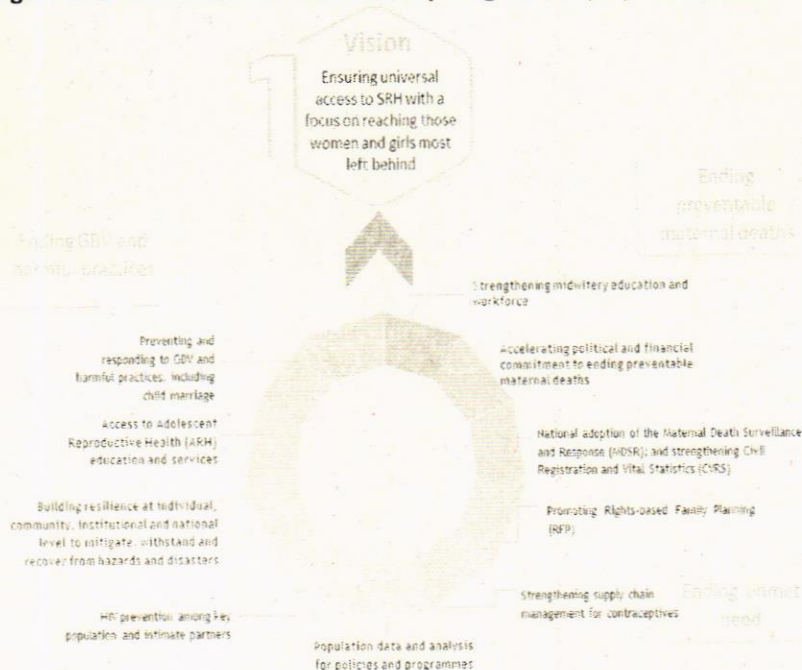 Vision
1
Ensuring universal
access to SRH with a
focus on reaching those
women and girls most
left behind
Ending GBV and
harmful practices
Ending
preventable
maternal deaths
Strengthening midwifery education and
workforce
Preventing and
responding to GBV and
harmful practices, including
child marriage
Accelerating political and financial
commitment to ending preventable
maternal deaths
Access to Adolescent
Reproductive Health (ARH)
education and services
National adoption of the Maternal Death Surveillance
and Response (MDSR); and strengthening Civil
Registration and Vital Statistics (CVRS)
Building resilience at individual,
community, institutional and national
level to mitigate, withstand and
recover from hazards and disasters
Promoting Rights-based Family Planning
(RFP)
Strengthening supply chain
management for contraceptives
Ending unmet
need
HIV prevention among key
population and intimate partners
Population data and analysis
for policies and programmes